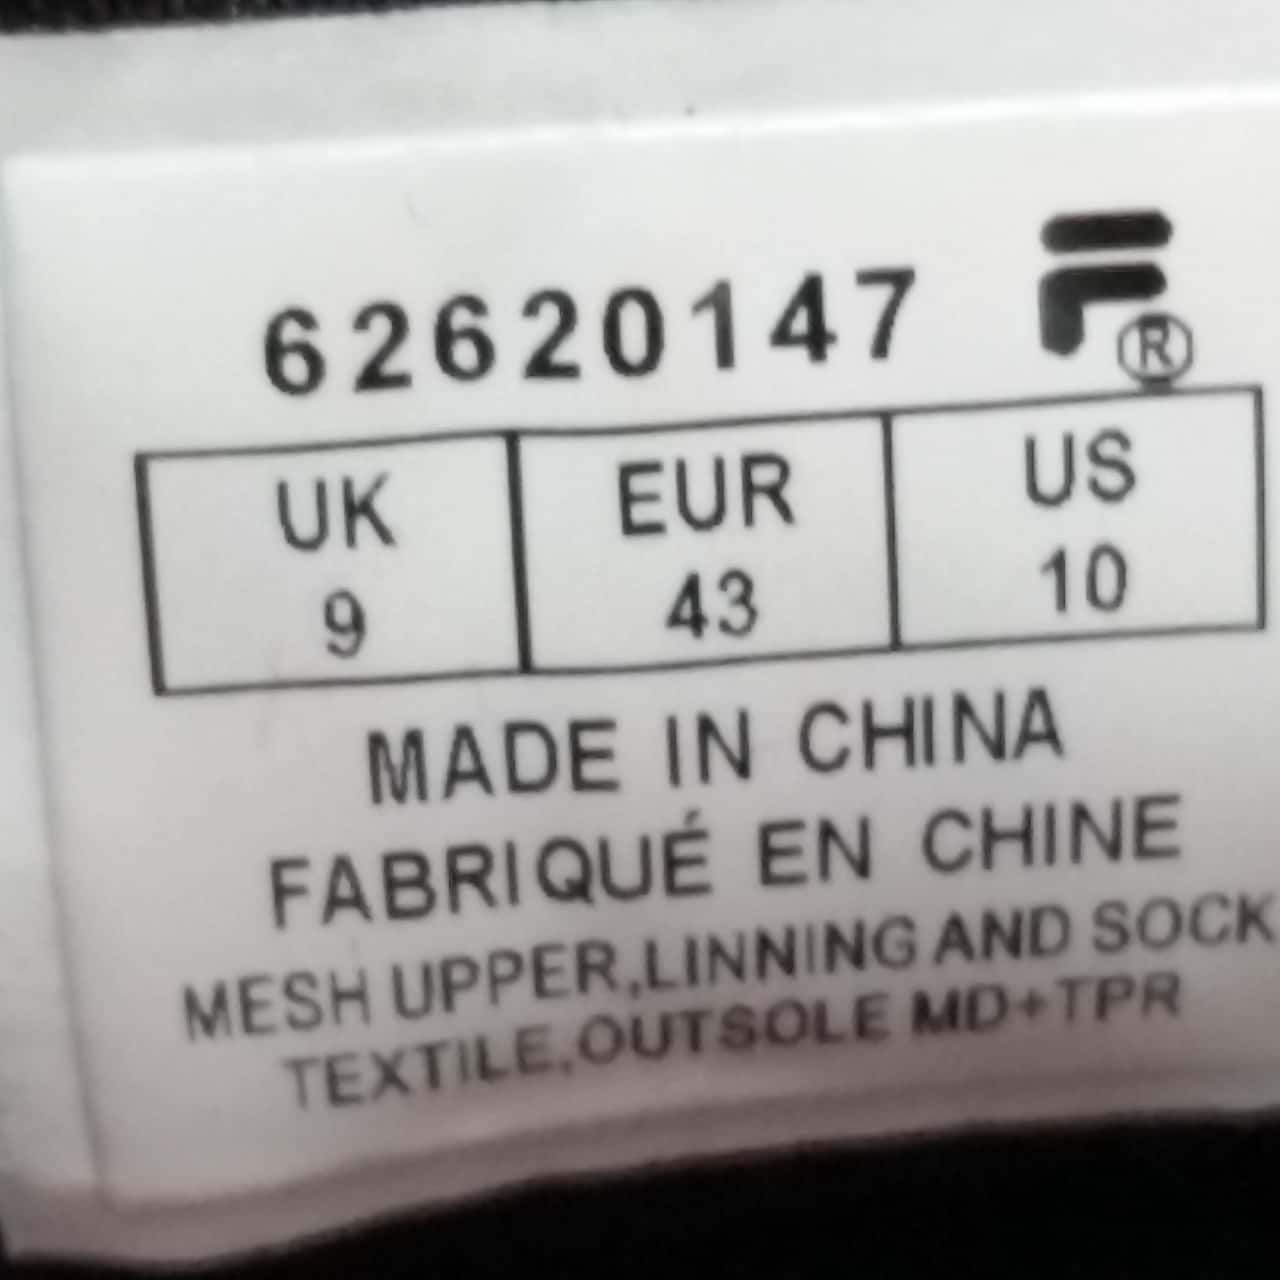 62620147 F®
UK EUR US
9 43 10
MADE IN CHINA
FABRIQUÉ EN CHINE
MESH UPPER,LINNING AND SOCK
TEXTILE,OUTSOLE MD+TPR